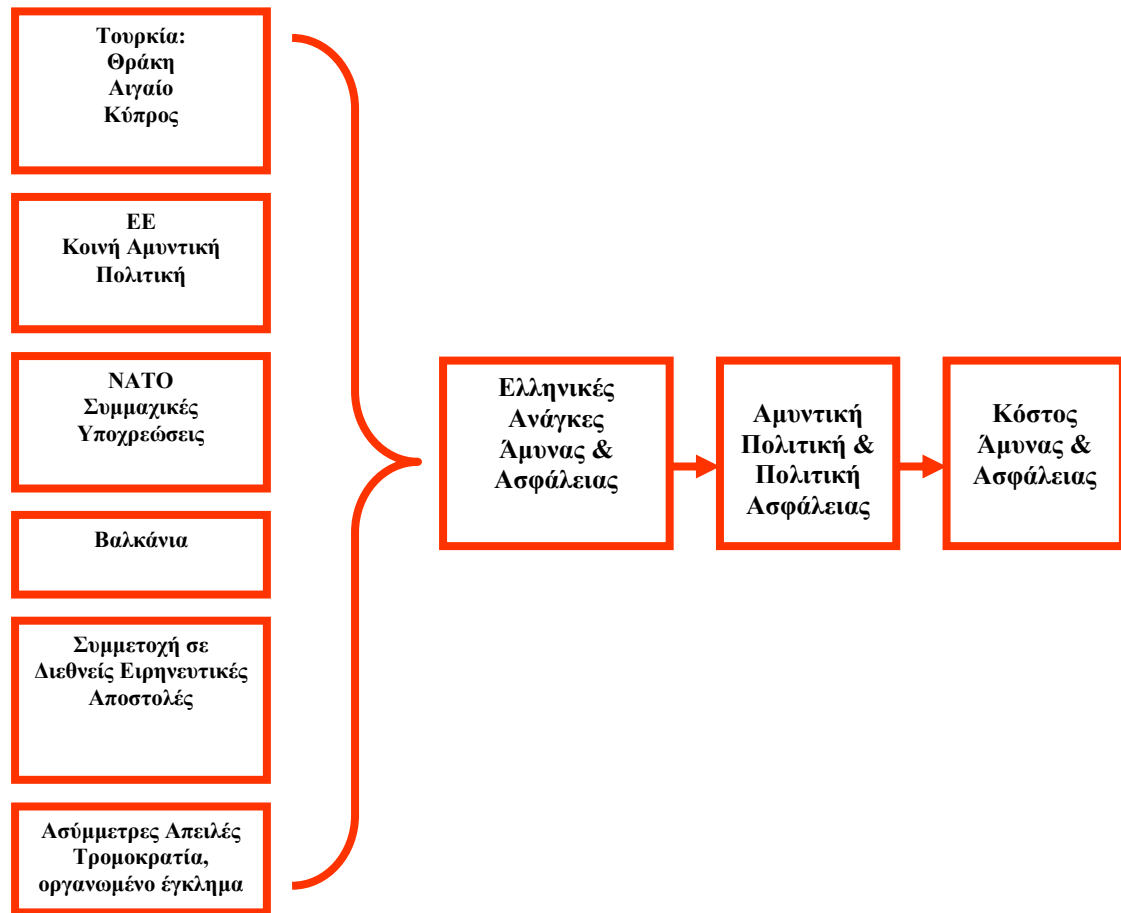 Τουρκία:
Θράκη
Αιγαίο
Κύπρος
ΕΕ
Κοινή Αμυντική
Πολιτική
ΝΑΤΟ
Συμμαχικές
Υποχρεώσεις
Βαλκάνια
Συμμετοχή σε
Διεθνείς Ειρηνευτικές
Αποστολές
Ασύμμετρες Απειλές
Τρομοκρατία,
οργανωμένο έγκλημα
Ελληνικές
Ανάγκες
Άμυνας &
Ασφάλειας
Αμυντική
Πολιτική &
Πολιτική
Ασφάλειας
Κόστος
Άμυνας &
Ασφάλειας